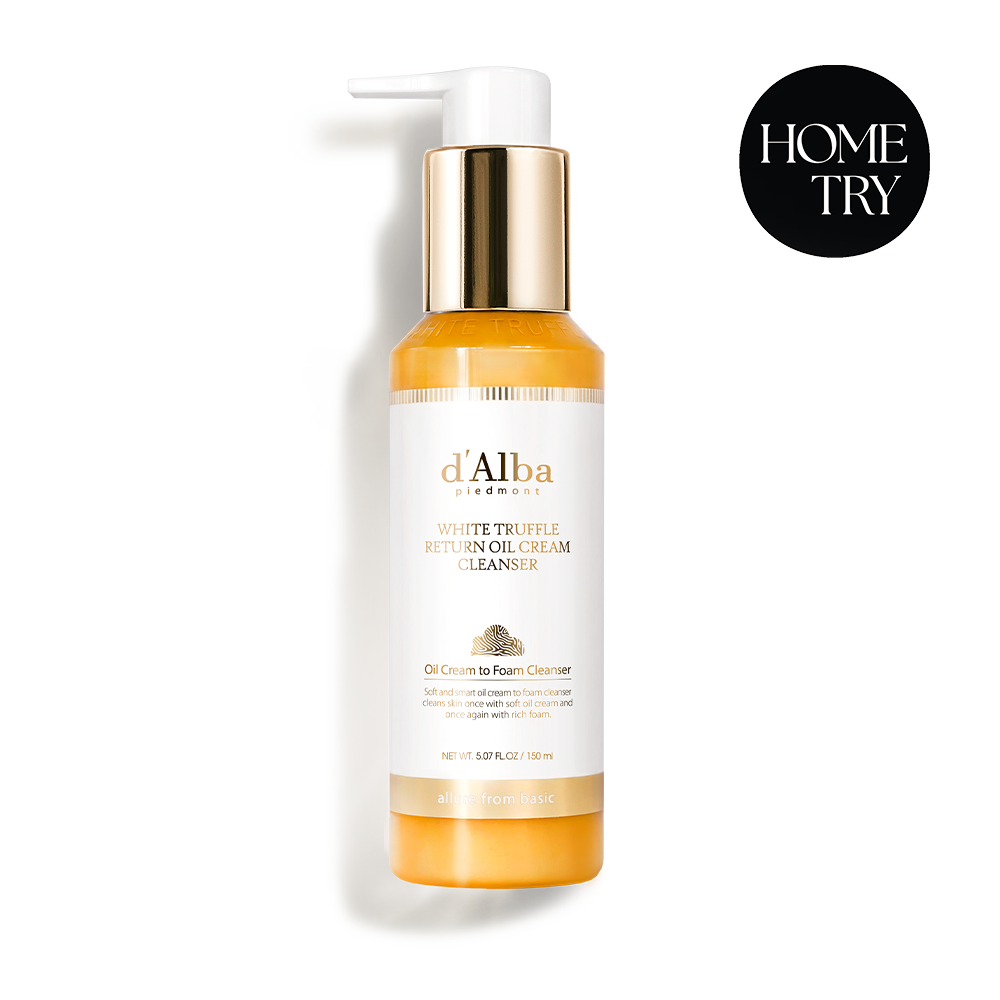 HOME
TRY
WHITE TRUFFL
d'Alba
piedmont
WHITE TRUFFLE
RETURN OIL CREAM
CLEANSER
Oil Cream to Foam Cleanser
Soft and smart oil cream to foam cleanser
cleans skin once with soft oil cream and
once again with rich foam.
NET WT. 5.07 FL.OZ / 150 ml
from basic